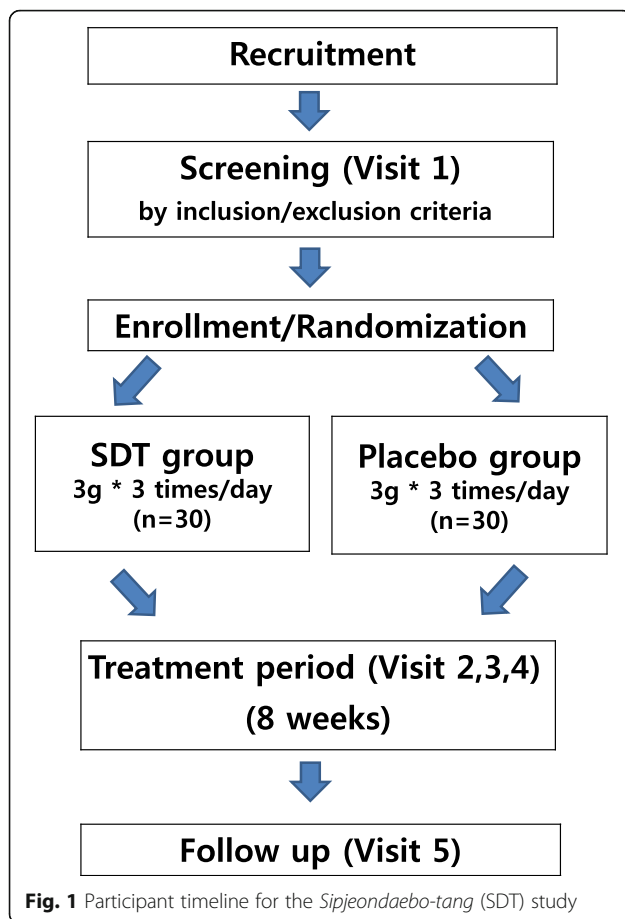 Recruitment
Screening (Visit 1)
by inclusion/exclusion criteria
Enrollment/Randomization
SDT group
3g * 3 times/day
(n=30)
Placebo group
3g * 3 times/day
(n=30)
Treatment period (Visit 2,3,4)
(8 weeks)
Follow up (Visit 5)
Fig. 1 Participant timeline for the Sipjeondaebo-tang (SDT) study